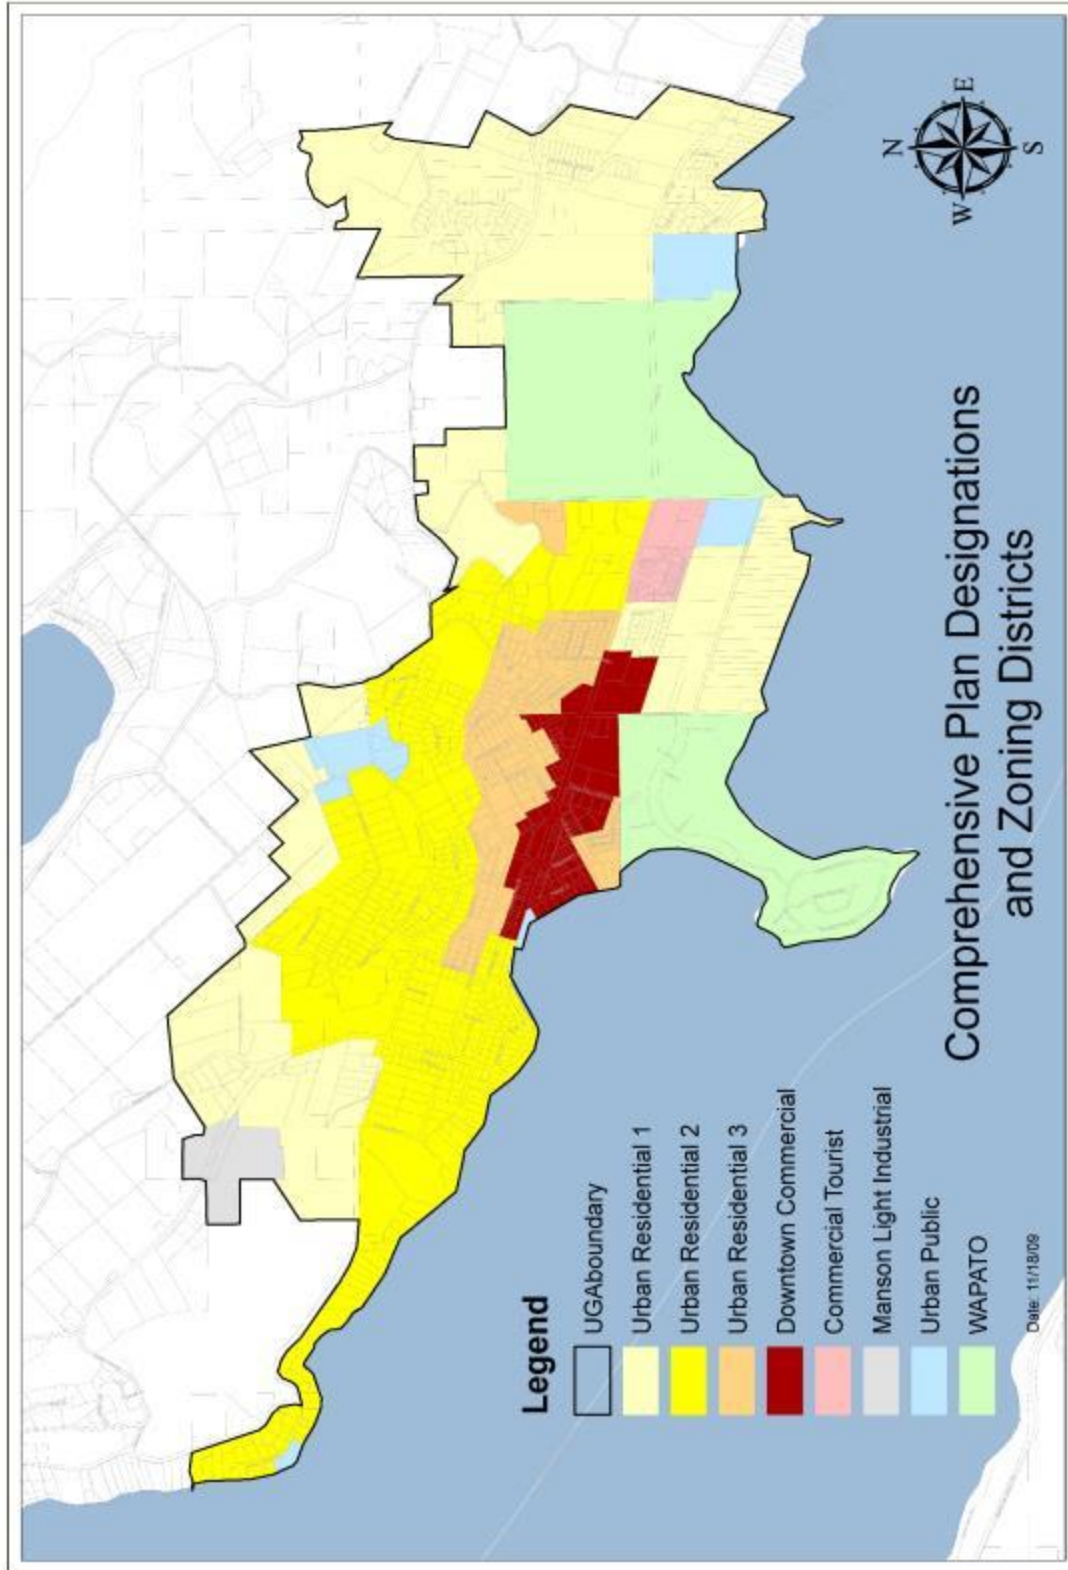 N
W
E
S
Comprehensive Plan Designations
and Zoning Districts
Legend
UGAboundary
Urban Residential 1
Urban Residential 2
Urban Residential 3
Downtown Commercial
Commercial Tourist
Manson Light Industrial
Urban Public
WAPATO
Date: 11/18/09